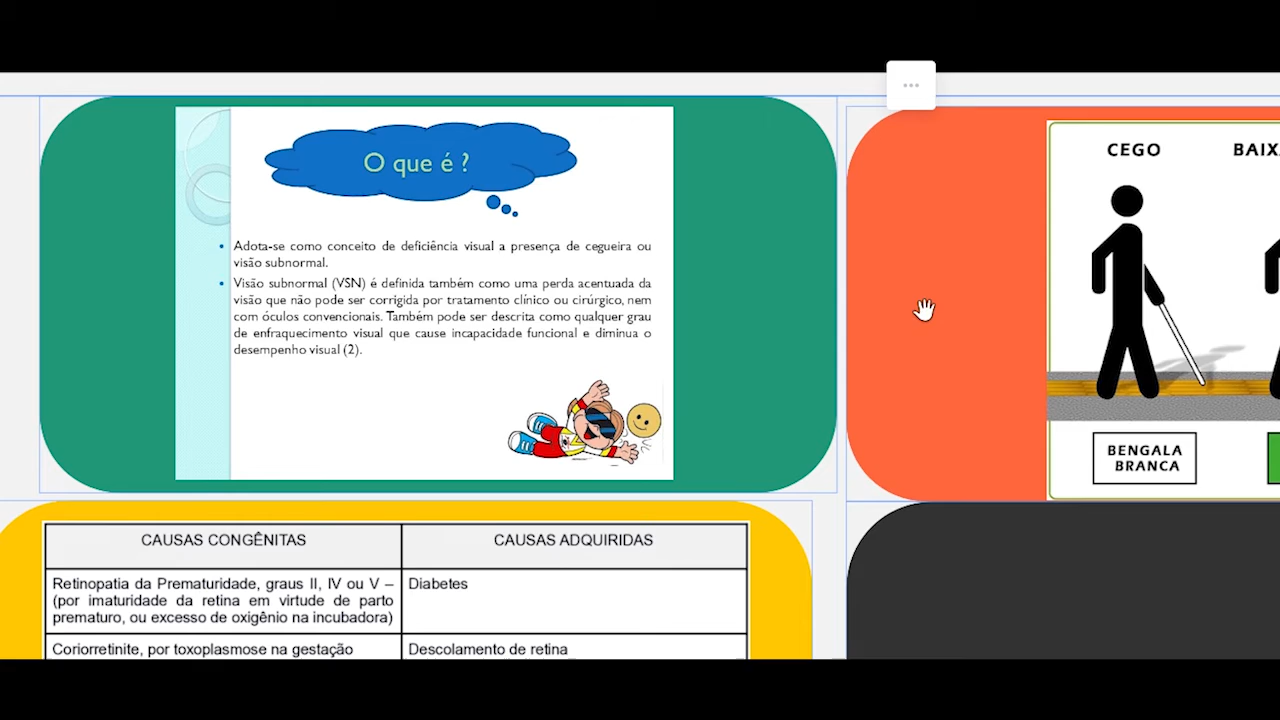 O que é ?
Adota-se como conceito de deficiência visual a presença de cegueira ou
visão subnormal.
Visão subnormal (VSN) é definida também como uma perda acentuada da
visão que não pode ser corrigida por tratamento clínico ou cirúrgico, nem
com óculos convencionais. Também pode ser descrita como qualquer grau
de enfraquecimento visual que cause incapacidade funcional e diminua o
desempenho visual (2).
CEGO
BENGALA
BRANCA
CAUSAS CONGÊNITAS
CAUSAS ADQUIRIDAS
Retinopatia da Prematuridade, graus II, IV ou V –
(por imaturidade da retina em virtude de parto
prematuro, ou excesso de oxigênio na incubadora)
Diabetes
Coriorretinite, por toxoplasmose na gestação
Descolamento de retina